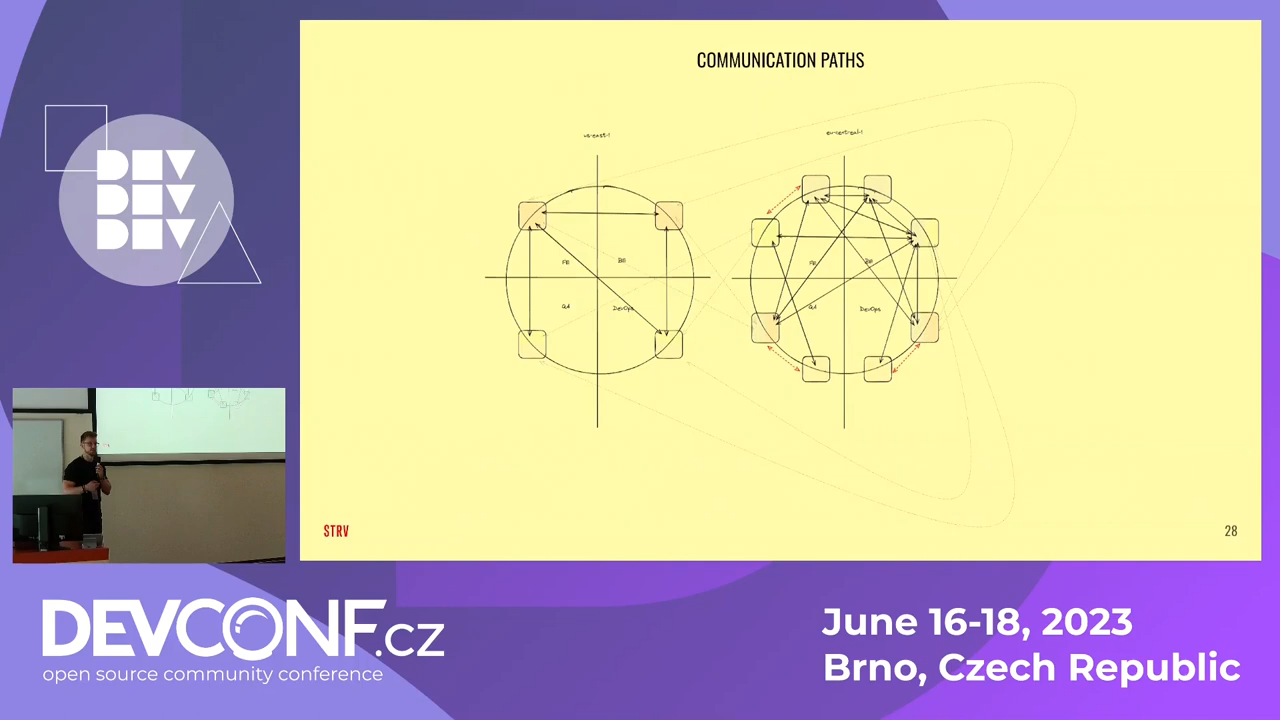 COMMUNICATION PATHS
us-east-1
eu-central-1
FE
BE
QA
DevOps
FE
BE
QA
DevOps
STRV
28
DEV
DEV
DEV
DEVCONF.cz
open source community conference
June 16-18, 2023
Brno, Czech Republic